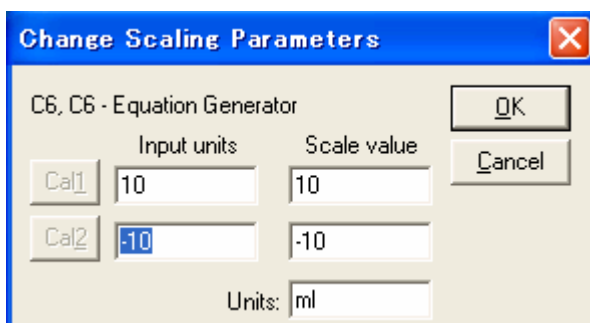 Change Scaling Parameters
C6, C6 - Equation Generator
OK
Input units Scale value
Cancel
Cal1 10 10
Cal2 -10 -10
Units: ml